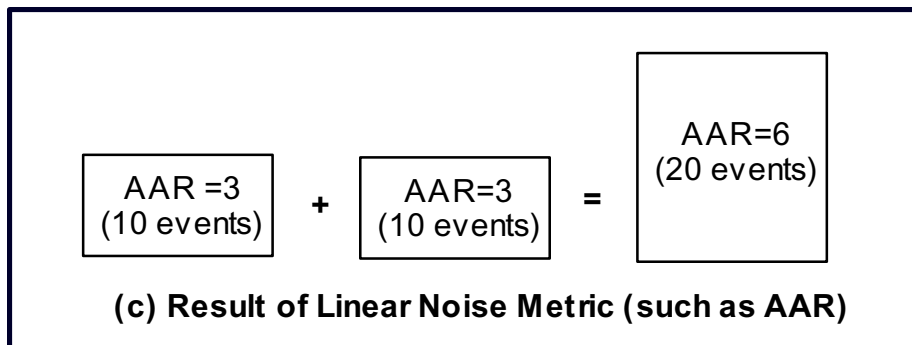 AAR =3
(10 events)
+
AAR=3
(10 events)
=
AAR=6
(20 events)
(c) Result of Linear Noise Metric (such as AAR)